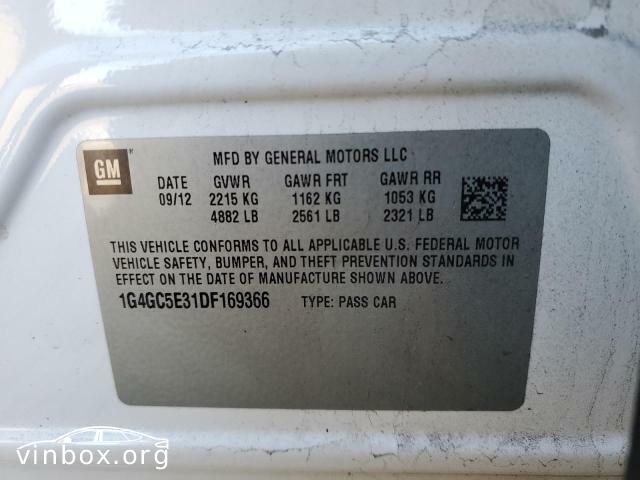 GM
MFD BY GENERAL MOTORS LLC
DATE GVWR GAWR FRT GAWR RR
09/12 2215 KG 1162 KG 1053 KG
4882 LB 2561 LB 2321 LB
THIS VEHICLE CONFORMS TO ALL APPLICABLE U.S. FEDERAL MOTOR
VEHICLE SAFETY, BUMPER, AND THEFT PREVENTION STANDARDS IN
EFFECT ON THE DATE OF MANUFACTURE SHOWN ABOVE.
1G4GC5E31DF169366 TYPE: PASS CAR
vinbox.org